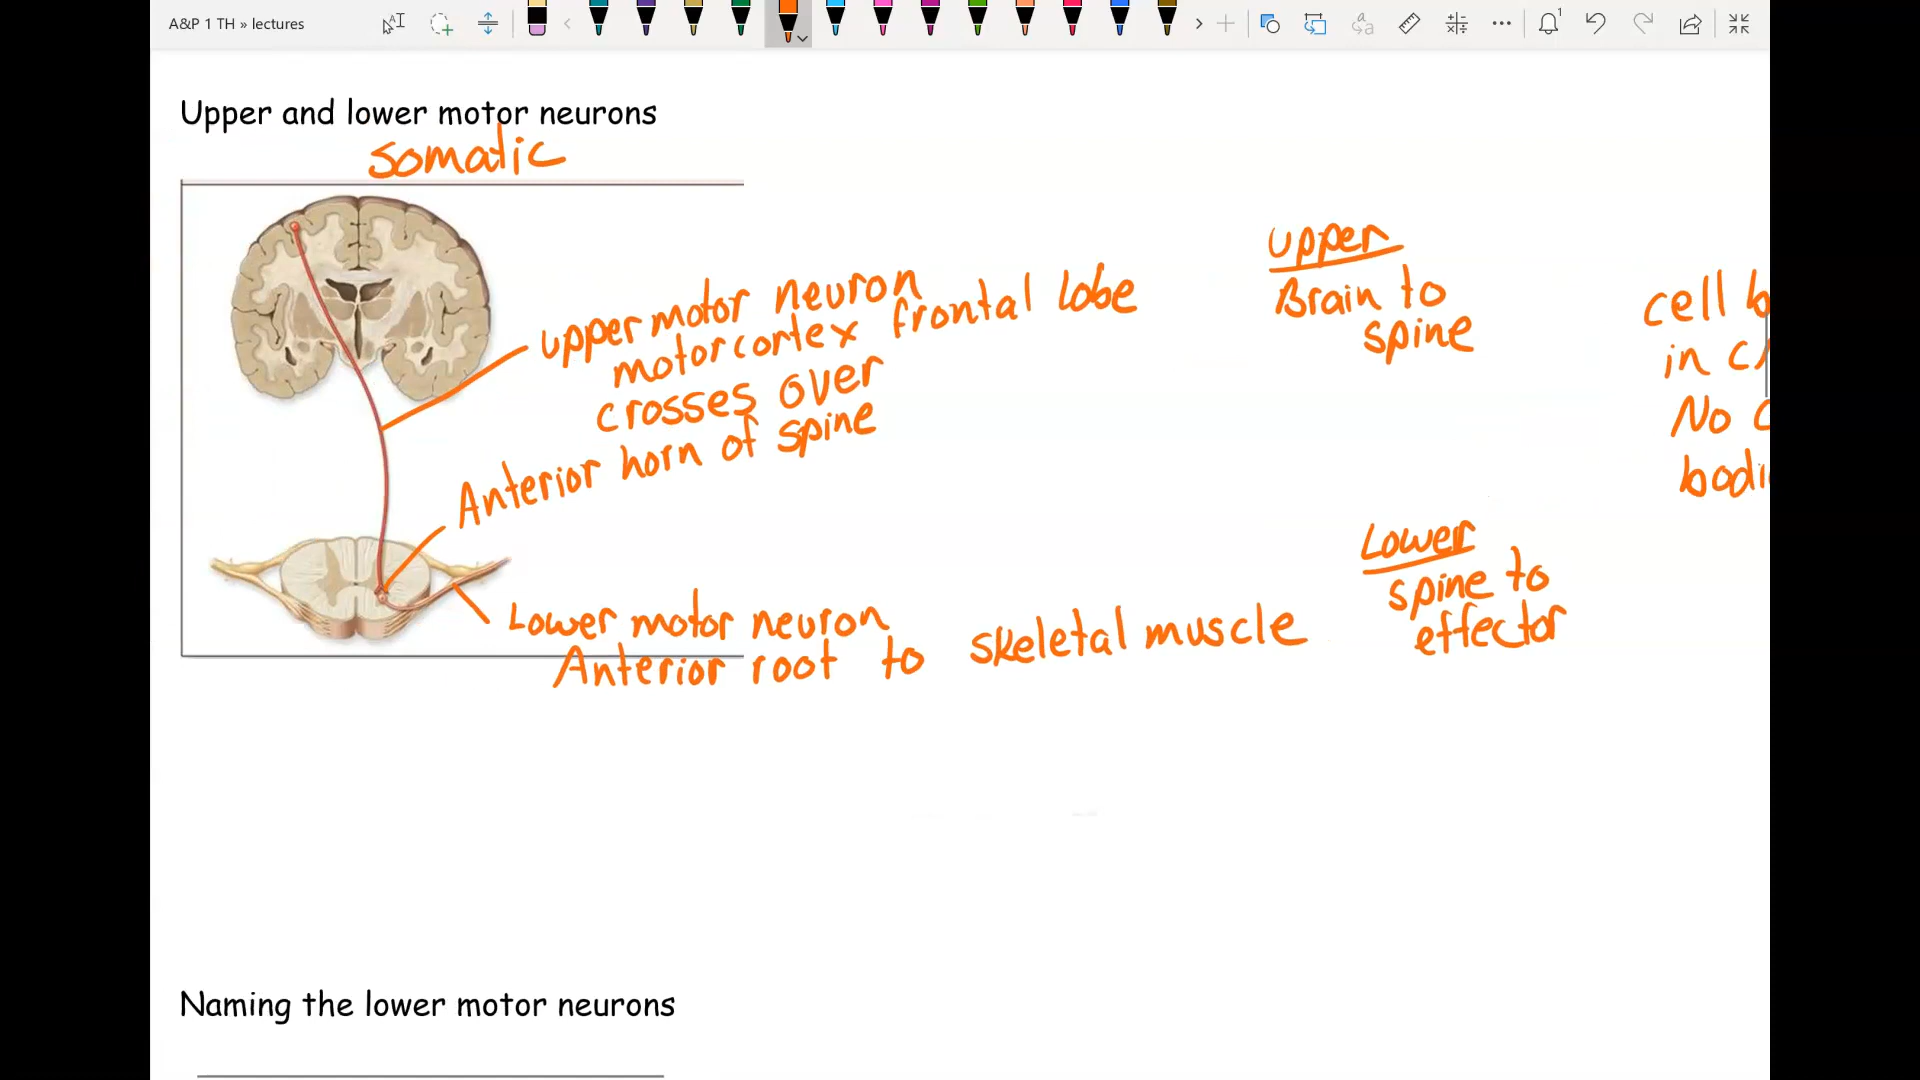 A&P 1 TH » lectures
Upper and lower motor neurons
somatic
upper motor neuron
motor cortex frontal lobe
crosses over
Anterior horn of spine
Lower motor neuron
Anterior root to skeletal muscle
upper
Brain to
spine
Lower
spine to
effector
cell b
in C
No C
bodi
Naming the lower motor neurons